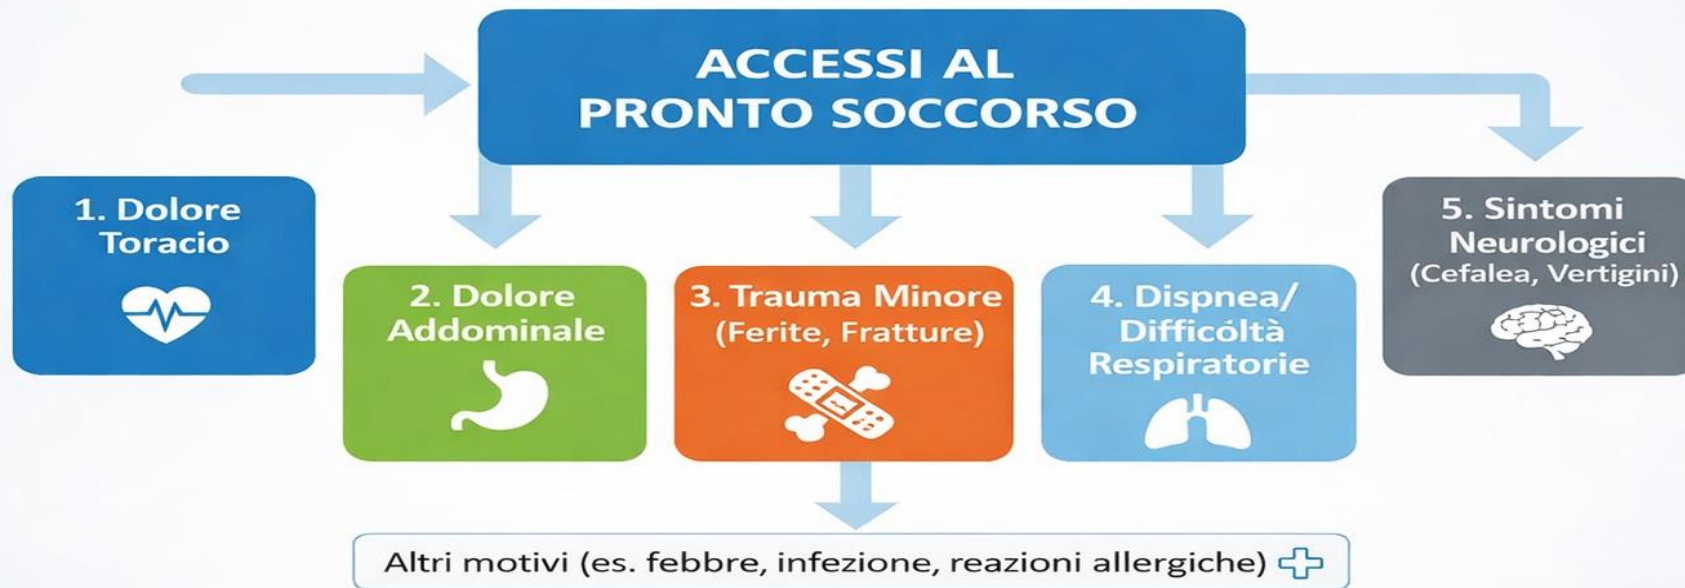 ACCESSI AL
PRONTO SOCCORSO
1. Dolore
Toracio
2. Dolore
Addominale
3. Trauma Minore
(Ferite, Fratture)
4. Dispnea/
Difficóltà
Respiratorie
5. Sintomi
Neurologici
(Cefalea, Vertigini)
Altri motivi (es. febbre, infezione, reazioni allergiche)